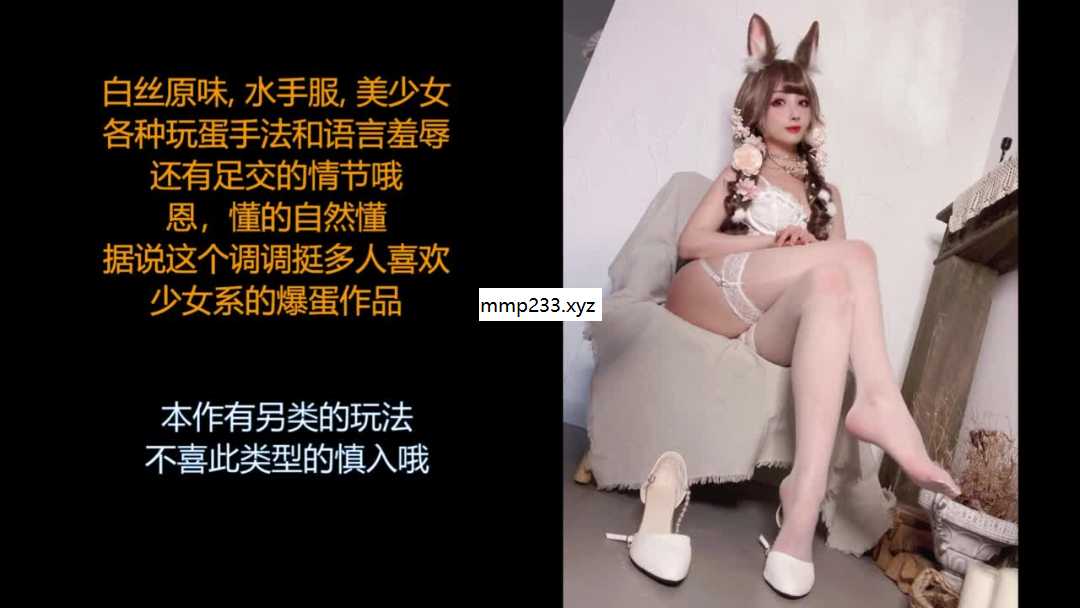 白丝原味, 水手服, 美少女
各种玩蛋手法和语言羞辱
还有足交的情节哦
恩，懂的自然懂
据说这个调调挺多人喜欢
少女系的爆蛋作品
mmp233.xyz
本作有另类的玩法
不喜此类型的慎入哦